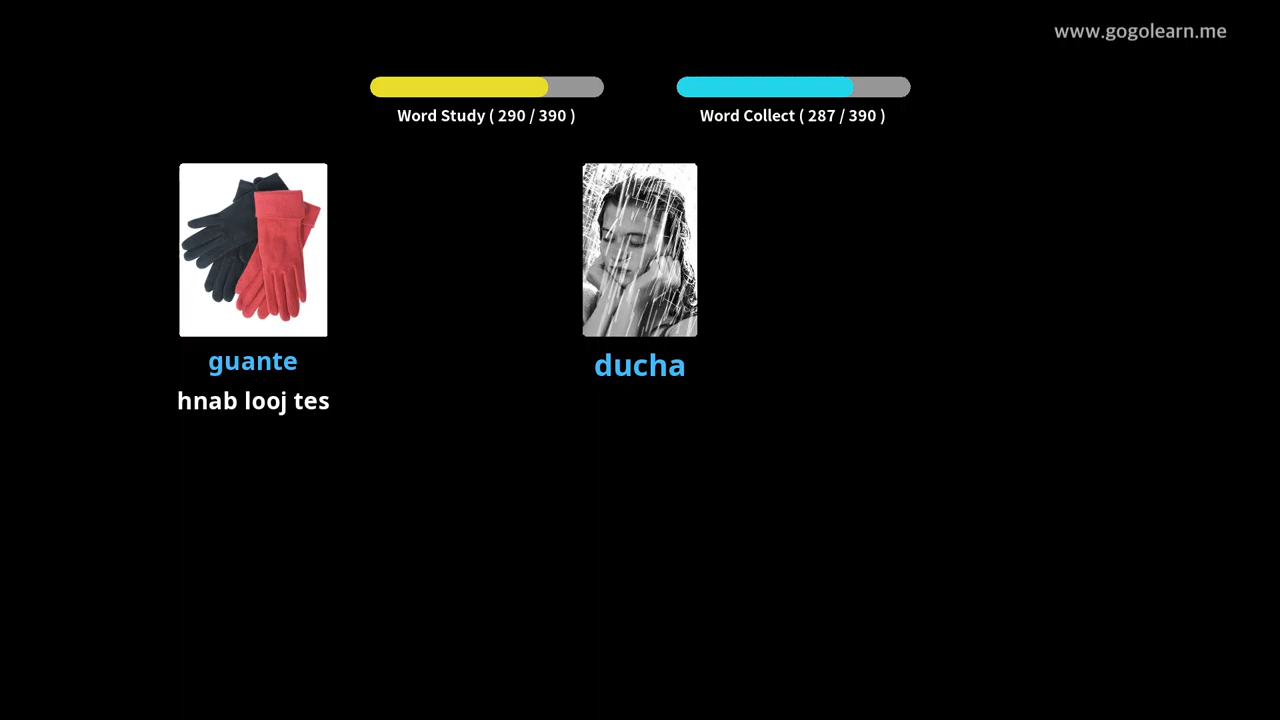 www.gogolearn.me
Word Study ( 290 / 390 )
Word Collect ( 287 / 390 )
guante
hnab looj tes
ducha